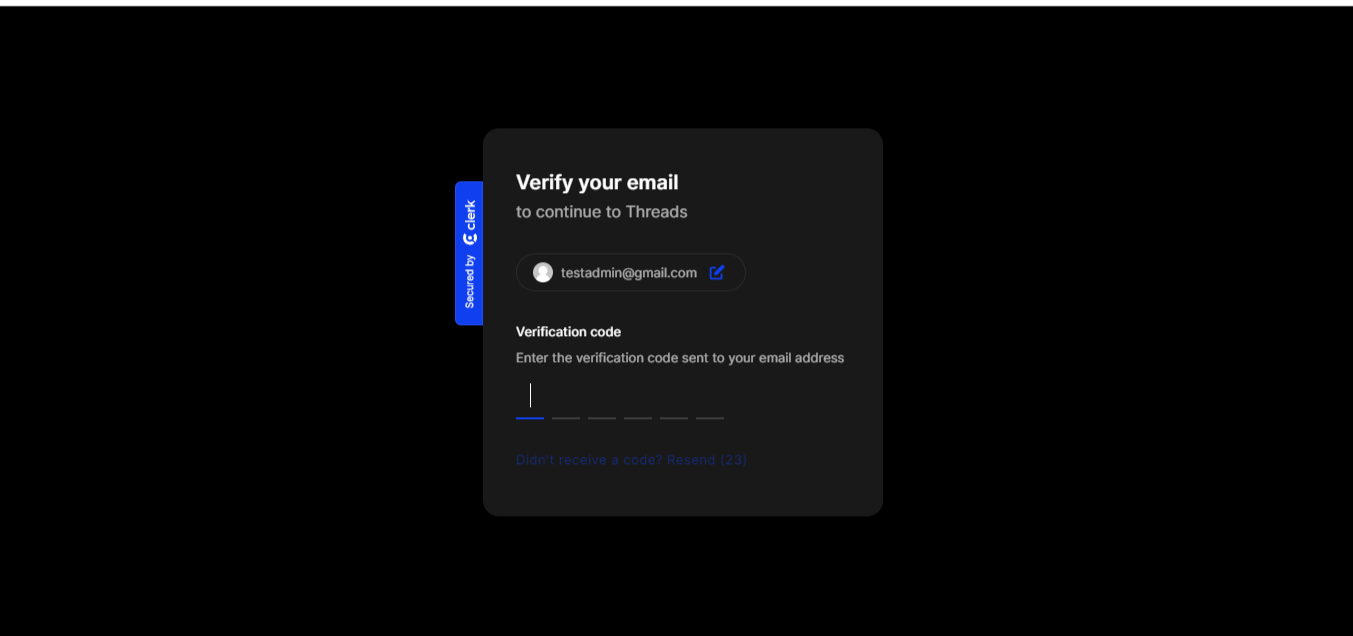 Verify your email
to continue to Threads
Secured by clerk
testadmin@gmail.com
Verification code
Enter the verification code sent to your email address
Didn't receive a code? Resend (23)